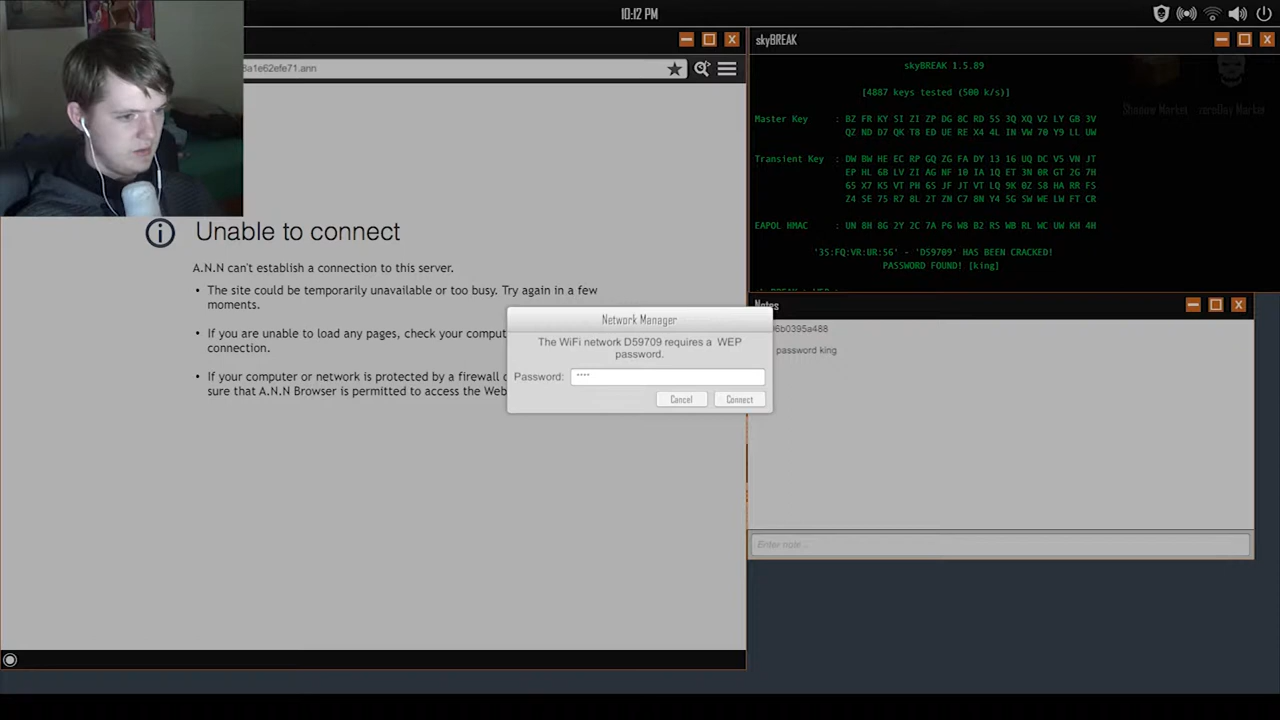 10:12 PM
8a1e62efe71.ann
Unable to connect
A.N.N can't establish a connection to this server.
• The site could be temporarily unavailable or too busy. Try again in a few
moments.
• If you are unable to load any pages, check your
connection.
• If your computer or network is protected by a firewall
sure that A.N.N Browser is permitted to access the Web
skyBREAK
skyBREAK 1.5.89
[4887 keys tested (500 k/s)]
Master Key : BZ FR KY 5I ZI ZP DG 8C RD 5S 3Q XQ V2 LY GB 3V
QZ ND D7 QK T8 ED UE RE X4 4L IN VW 70 Y9 LL UW
Transient Key : DW BW HE EC RP GQ ZG FA DY 13 16 UQ DC V5 VN JT
EP HL 6B LV ZI AG NF 10 IA 1Q ET 3N 0R GT 2G 7H
65 X7 K5 VT PH 6S JF JT VT LQ 9K 0Z S8 HA RR FS
Z4 SE 75 R7 8L 2T ZN C7 8N Y4 5G SW WE LW FT CR
EAPOL HMAC : UN 8H 8G 2Y 2C 7A P6 W8 B2 RS WB RL WC UW KH 4H
'3S:FQ:VR:UR:56' - 'D59709' HAS BEEN CRACKED!
PASSWORD FOUND! [king]
Shadow Market
zeroDay Market
Network Manager
The WiFi network D59709 requires a WEP
password.
Password: ****
Cancel Connect
Notes
6b0395a488
password king
Enter note...